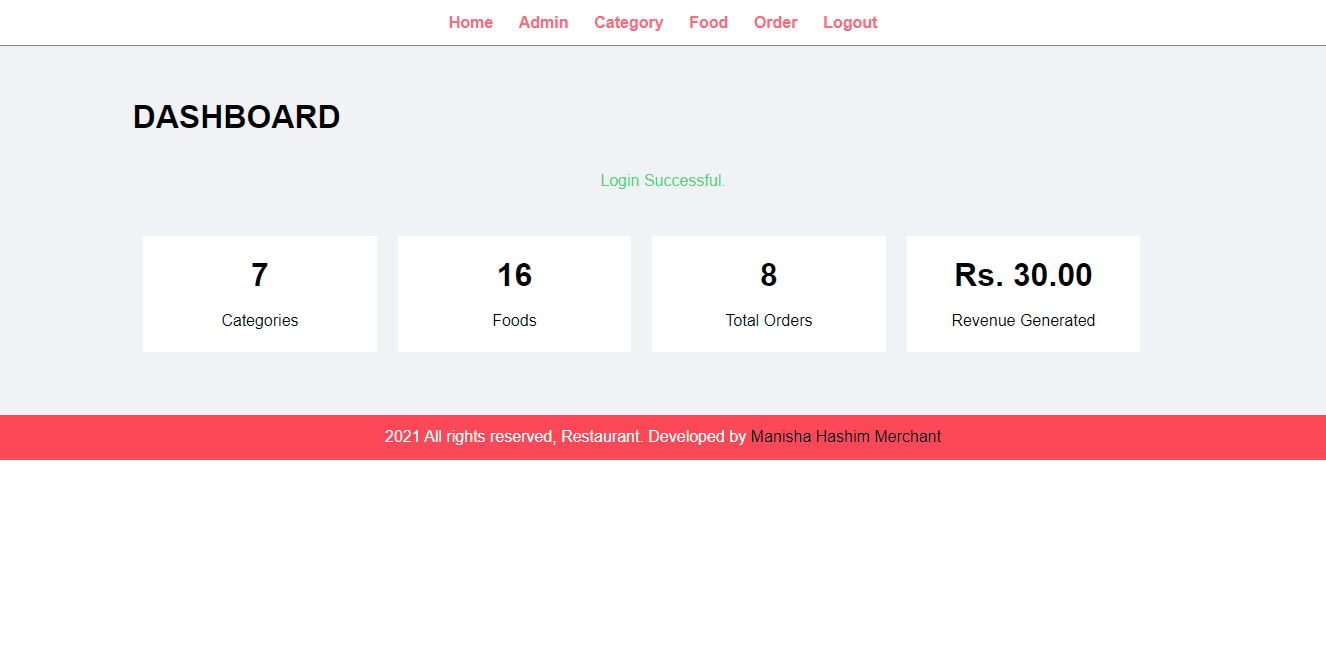 Home Admin Category Food Order Logout
DASHBOARD
Login Successful.
7 16 8 Rs. 30.00
Categories Foods Total Orders Revenue Generated
2021 All rights reserved, Restaurant. Developed by Manisha Hashim Merchant